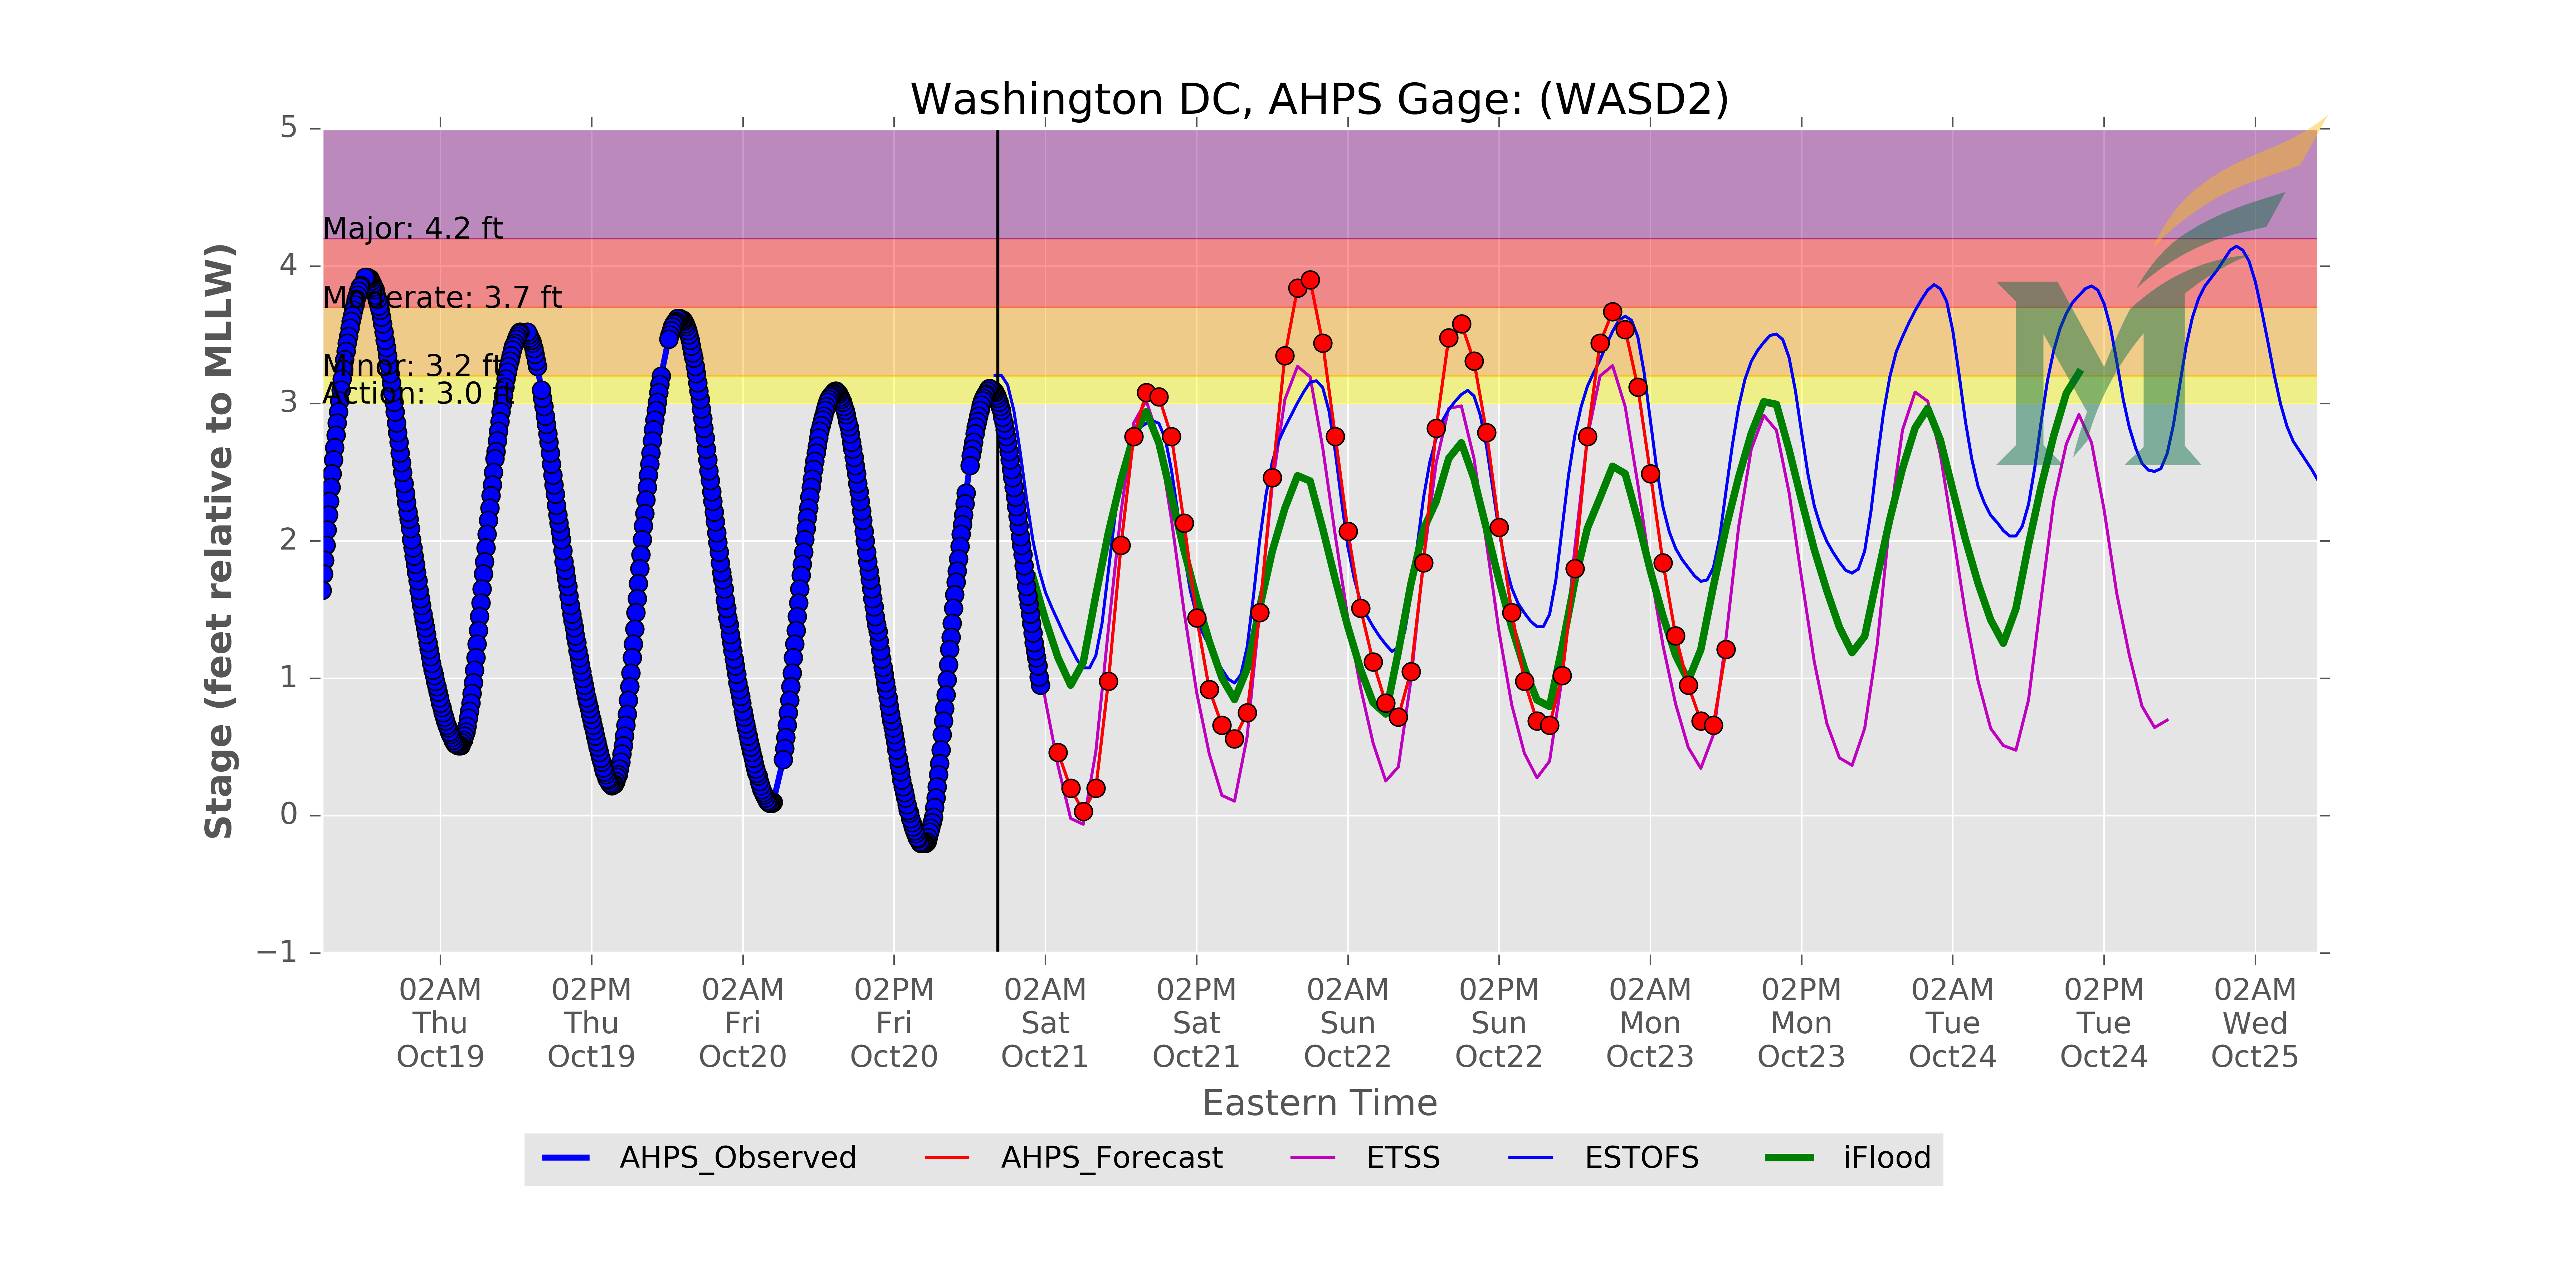 Washington DC, AHPS Gage: (WASD2)
5
4
3
2
1
0
−1
Stage (feet relative to MLLW)
Major: 4.2 ft
Moderate: 3.7 ft
Minor: 3.2 ft
Action: 3.0 ft
02AM 02PM 02AM 02PM 02AM 02PM 02AM 02PM 02AM 02PM 02AM 02PM 02AM
Thu Thu Fri Fri Sat Sat Sun Sun Mon Mon Tue Tue Wed
Oct19 Oct19 Oct20 Oct20 Oct21 Oct21 Oct22 Oct22 Oct23 Oct23 Oct24 Oct24 Oct25
Eastern Time
AHPS_Observed AHPS_Forecast ETSS ESTOFS iFlood